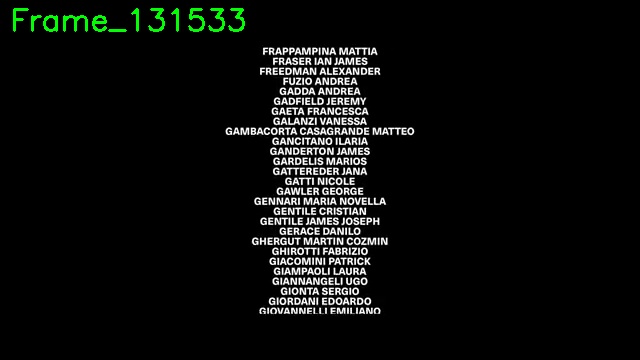 Frame_131533
FRAPPAMPINA MATTIA
FRASER IAN JAMES
FREEDMAN ALEXANDER
FUZIO ANDREA
GADDA ANDREA
GADFIELD JEREMY
GAETA FRANCESCA
GALANZI VANESSA
GAMBACORTA CASAGRANDE MATTEO
GANCITANO ILARIA
GANDERTON JAMES
GARDELIS MARIOS
GATTEREDER JANA
GATTI NICOLE
GAWLER GEORGE
GENNARI MARIA NOVELLA
GENTILE CRISTIAN
GENTILE JAMES JOSEPH
GERACE DANILO
GHERGUT MARTIN COZMIN
GHIROTTI FABRIZIO
GIACOMINI PATRICK
GIAMPAOLI LAURA
GIANNANGELI UGO
GIONTA SERGIO
GIORDANI EDOARDO
GIOVANNELLI EMILIANO